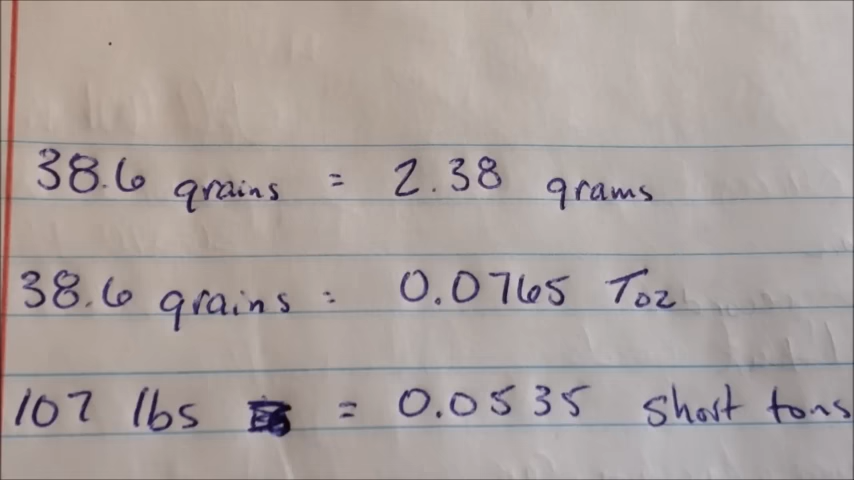 38.6 grains = 2.38 grams
38.6 grains = 0.0765 Toz
107 lbs = 0.0535 short tons